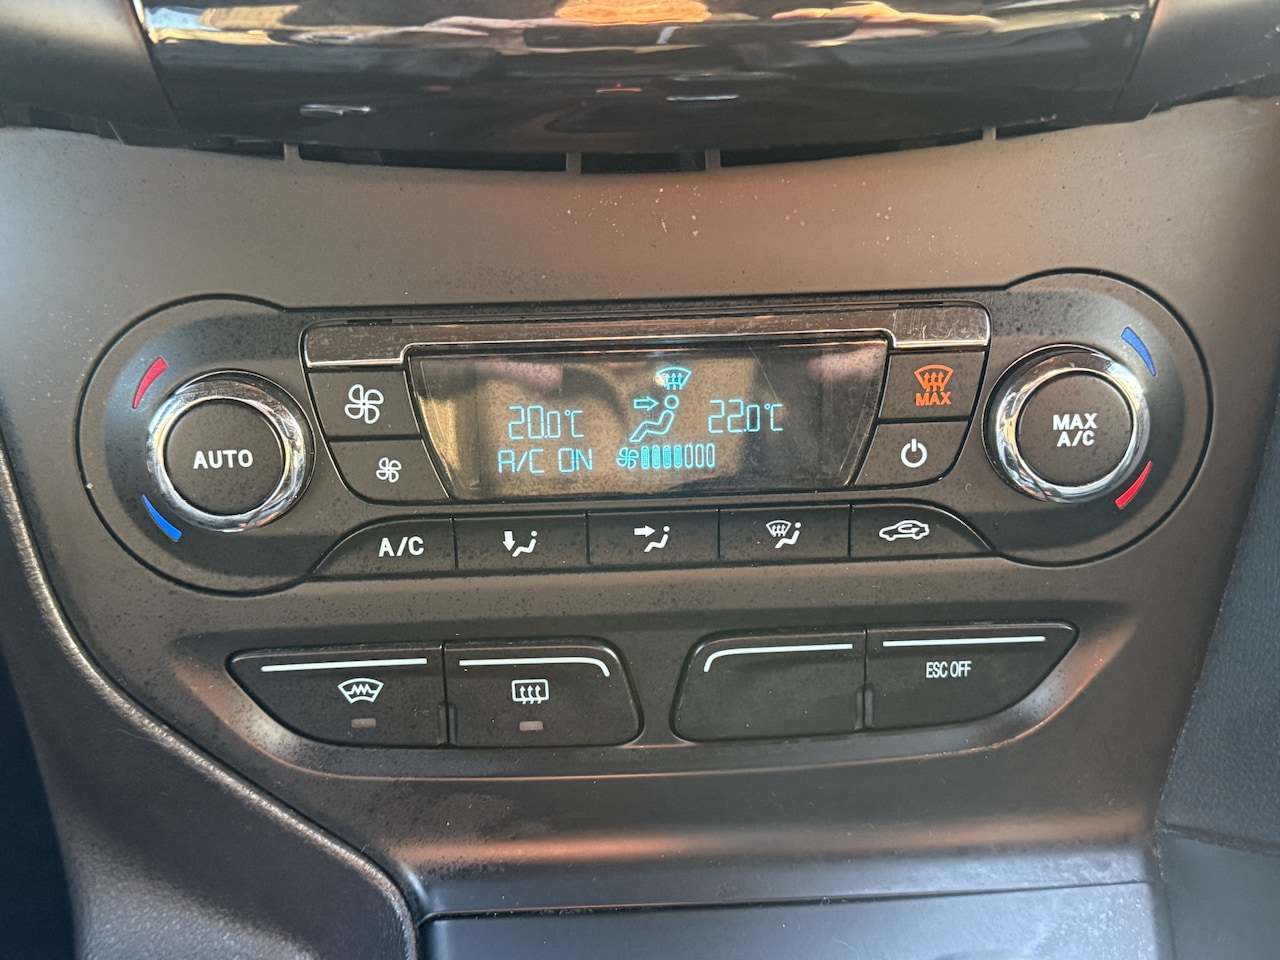 20.0°C
22.0°C
A/C ON
MAX
AUTO
MAX
A/C
A/C
ESC OFF